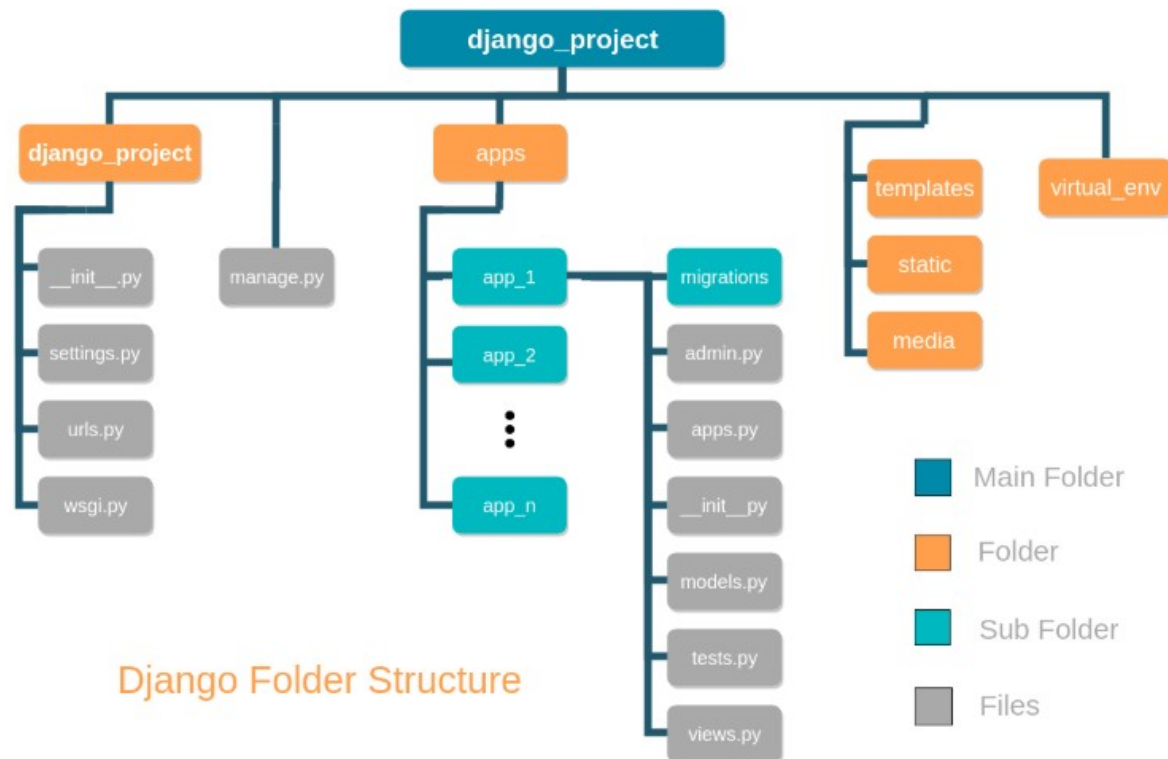 django_project
django_project
apps
templates
virtual_env
static
media
__init__.py
manage.py
app_1
migrations
settings.py
app_2
admin.py
urls.py
apps.py
wsgi.py
app_n
__init__py
models.py
tests.py
views.py
Main Folder
Folder
Sub Folder
Files
Django Folder Structure